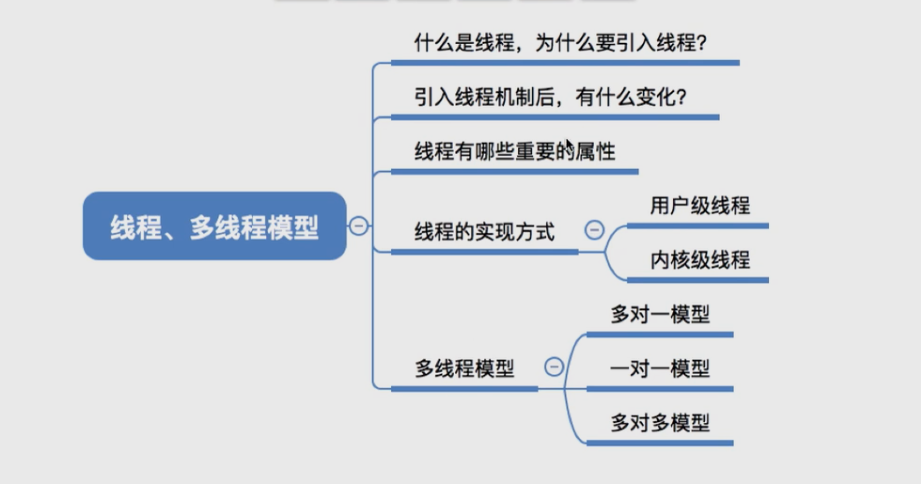 什么是线程，为什么要引入线程？
引入线程机制后，有什么变化？
线程有哪些重要的属性
线程、多线程模型
线程的实现方式
用户级线程
内核级线程
多线程模型
多对一模型
一对一模型
多对多模型